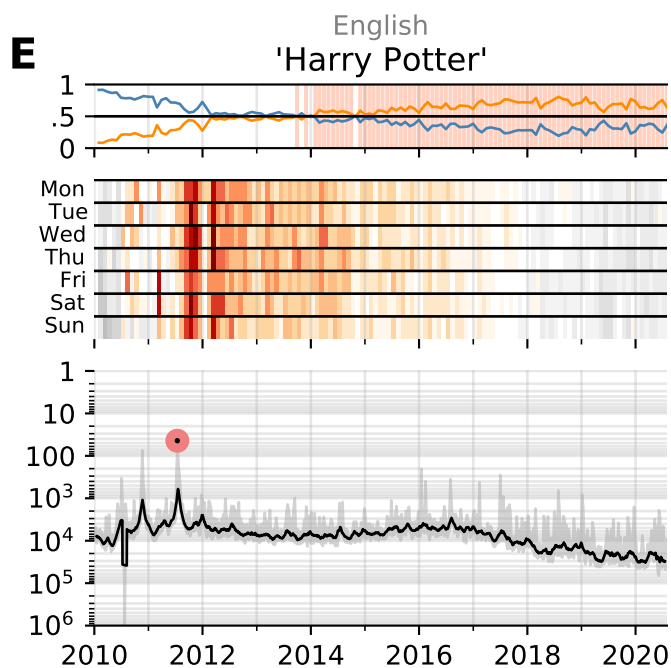 English
E
'Harry Potter'
1
.5
0
Mon
Tue
Wed
Thu
Fri
Sat
Sun
1
10
100
10³
10⁴
10⁵
10⁶
2010 2012 2014 2016 2018 2020